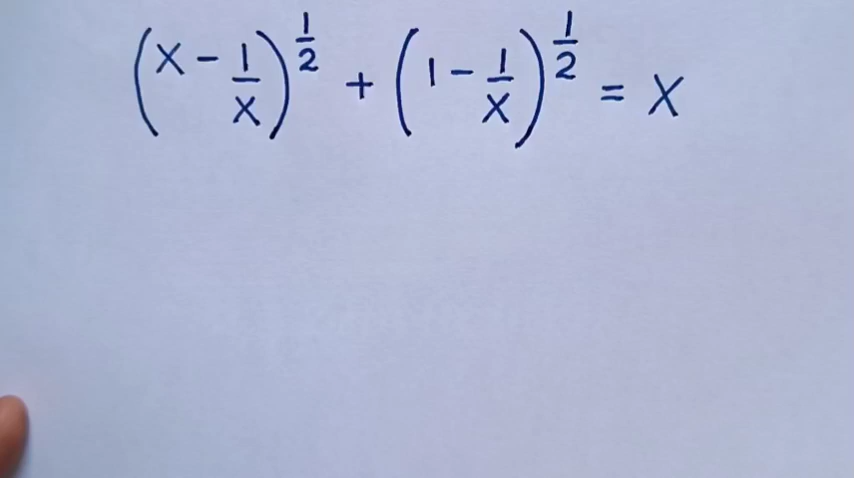 (x - 1/x)^1/2 + (1 - 1/x)^1/2 = x